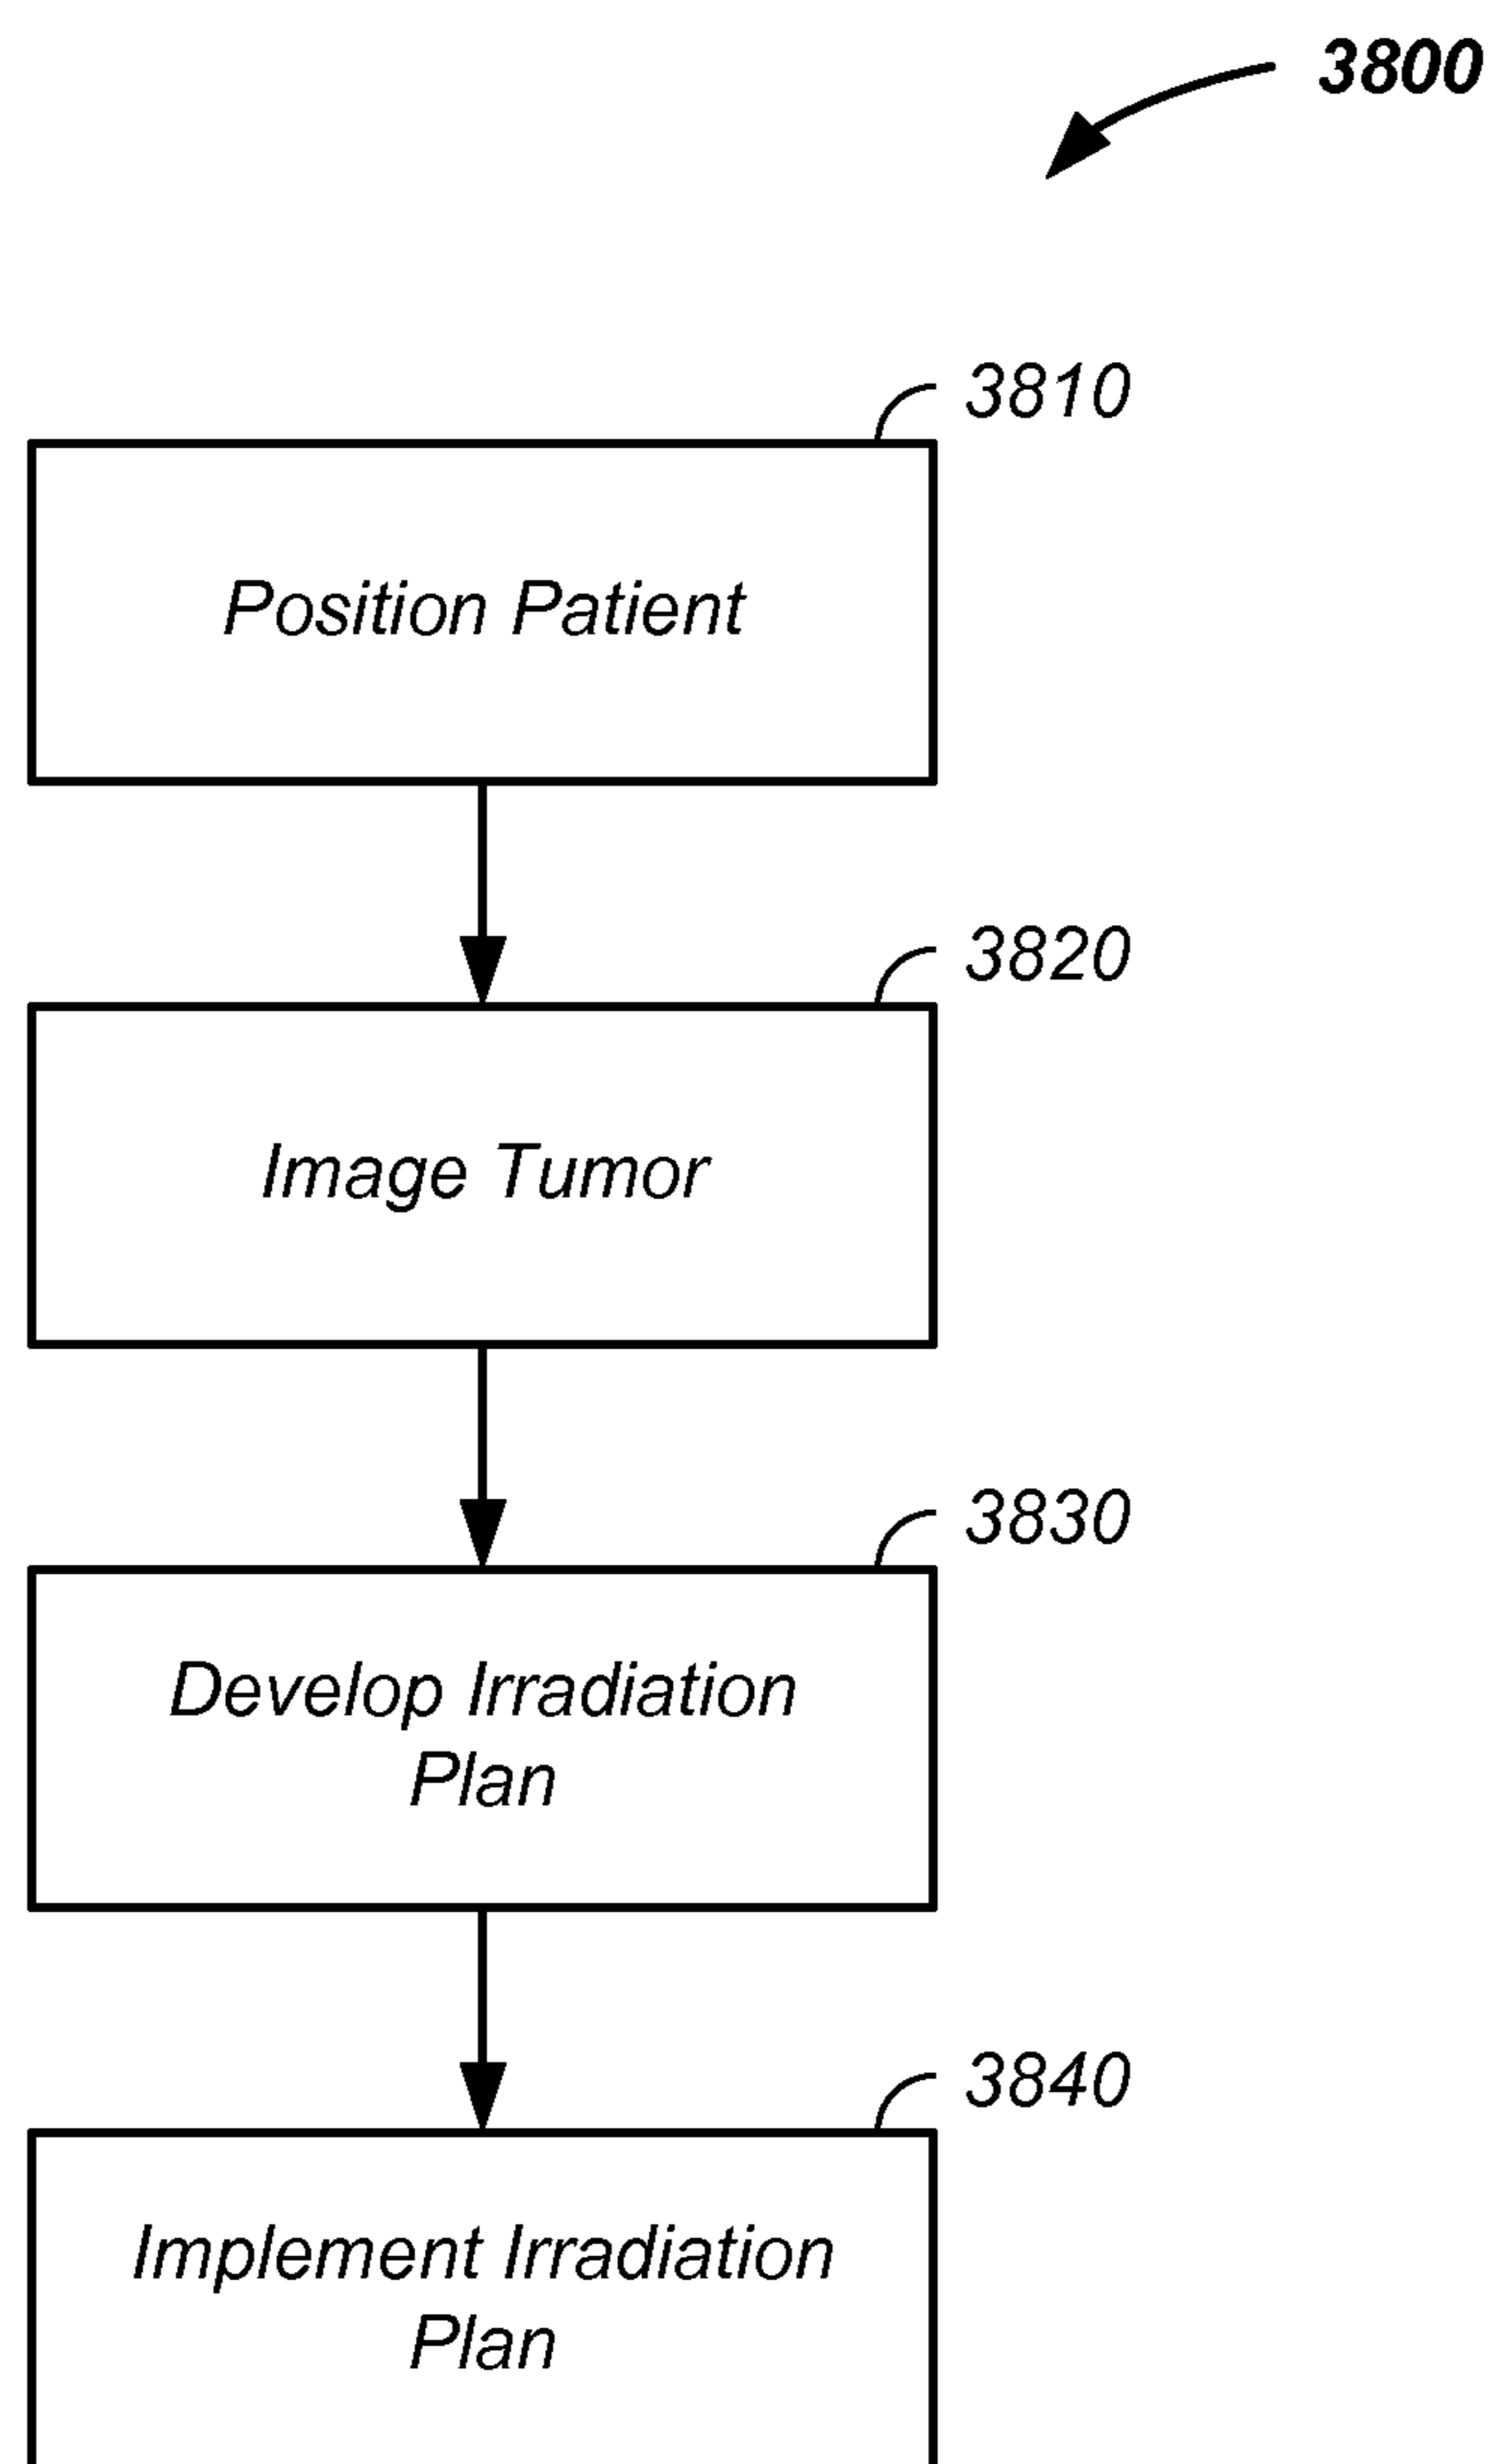 3800
3810
Position Patient
3820
Image Tumor
3830
Develop Irradiation
Plan
3840
Implement Irradiation
Plan